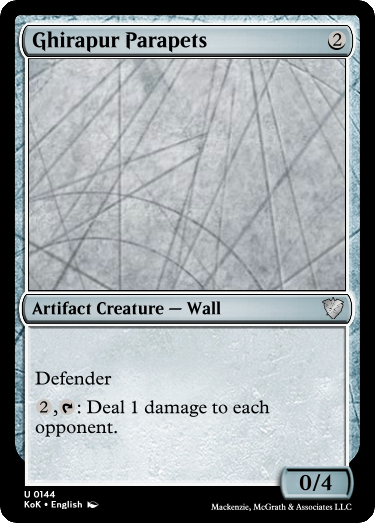 Ghirapur Parapets 2
Artifact Creature — Wall
Defender
2, : Deal 1 damage to each
opponent.
0/4
U 0144
KoK • English
Mackenzie, McGrath & Associates LLC